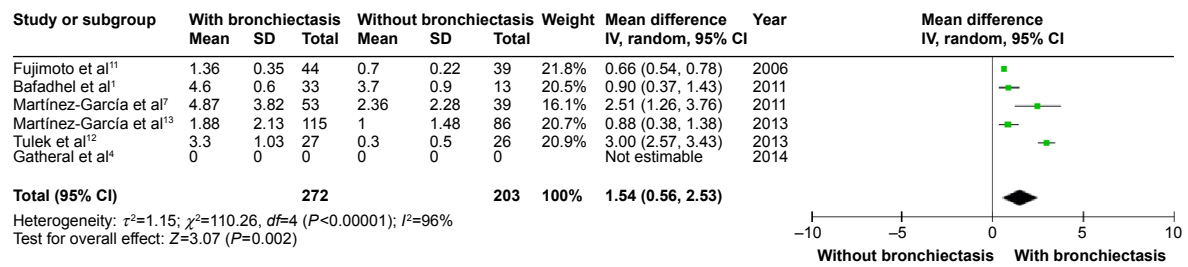 Study or subgroup With bronchiectasis Without bronchiectasis Weight Mean difference Year Mean difference
Mean SD Total Mean SD Total IV, random, 95% CI IV, random, 95% CI
Fujimoto et al¹¹ 1.36 0.35 44 0.7 0.22 39 21.8% 0.66 (0.54, 0.78) 2006
Bafadhel et al¹ 4.6 0.6 33 3.7 0.9 13 20.5% 0.90 (0.37, 1.43) 2011
Martínez-García et al⁷ 4.87 3.82 53 2.36 2.28 39 16.1% 2.51 (1.26, 3.76) 2011
Martínez-García et al¹³ 1.88 2.13 115 1 1.48 86 20.7% 0.88 (0.38, 1.38) 2013
Tulek et al¹² 3.3 1.03 27 0.3 0.5 26 20.9% 3.00 (2.57, 3.43) 2013
Gatheral et al⁴ 0 0 0 0 0 0 Not estimable 2014
Total (95% CI) 272 203 100% 1.54 (0.56, 2.53)
Heterogeneity: τ²=1.15; χ²=110.26, df=4 (P<0.00001); I²=96%
Test for overall effect: Z=3.07 (P=0.002)
−10 −5 0 5 10
Without bronchiectasis With bronchiectasis